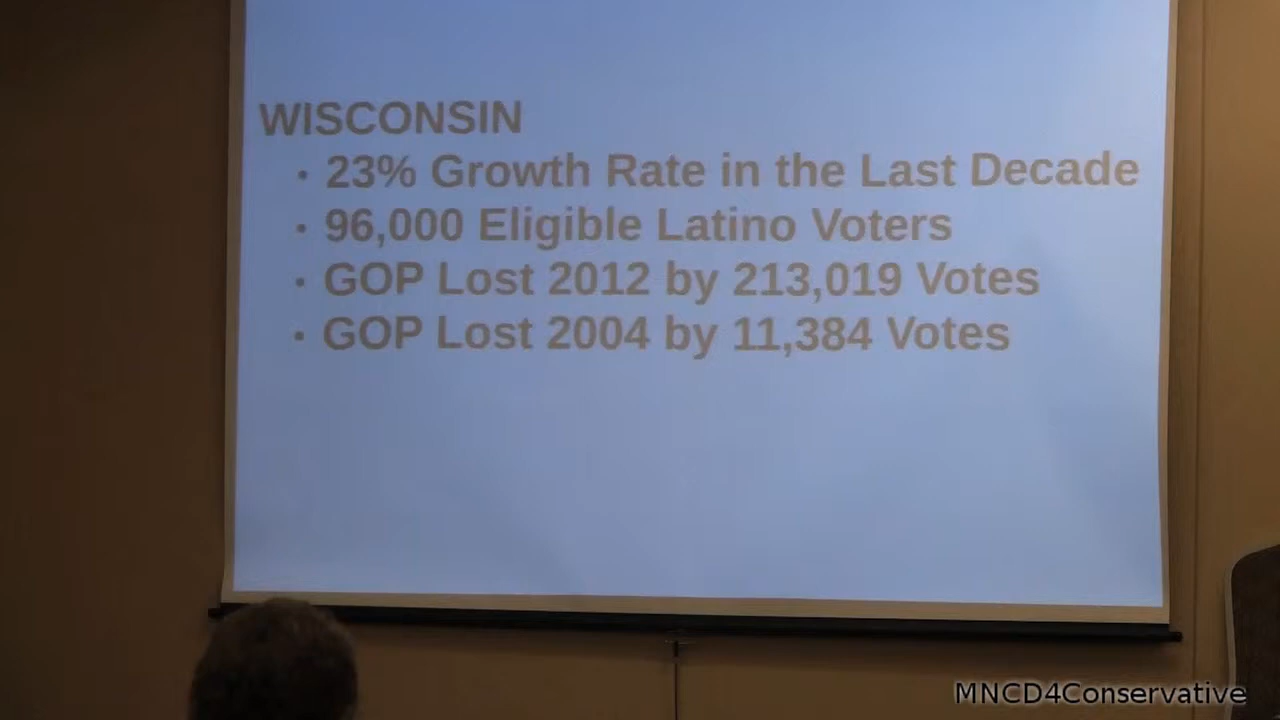 WISCONSIN
• 23% Growth Rate in the Last Decade
• 96,000 Eligible Latino Voters
• GOP Lost 2012 by 213,019 Votes
• GOP Lost 2004 by 11,384 Votes
MNCD4Conservative